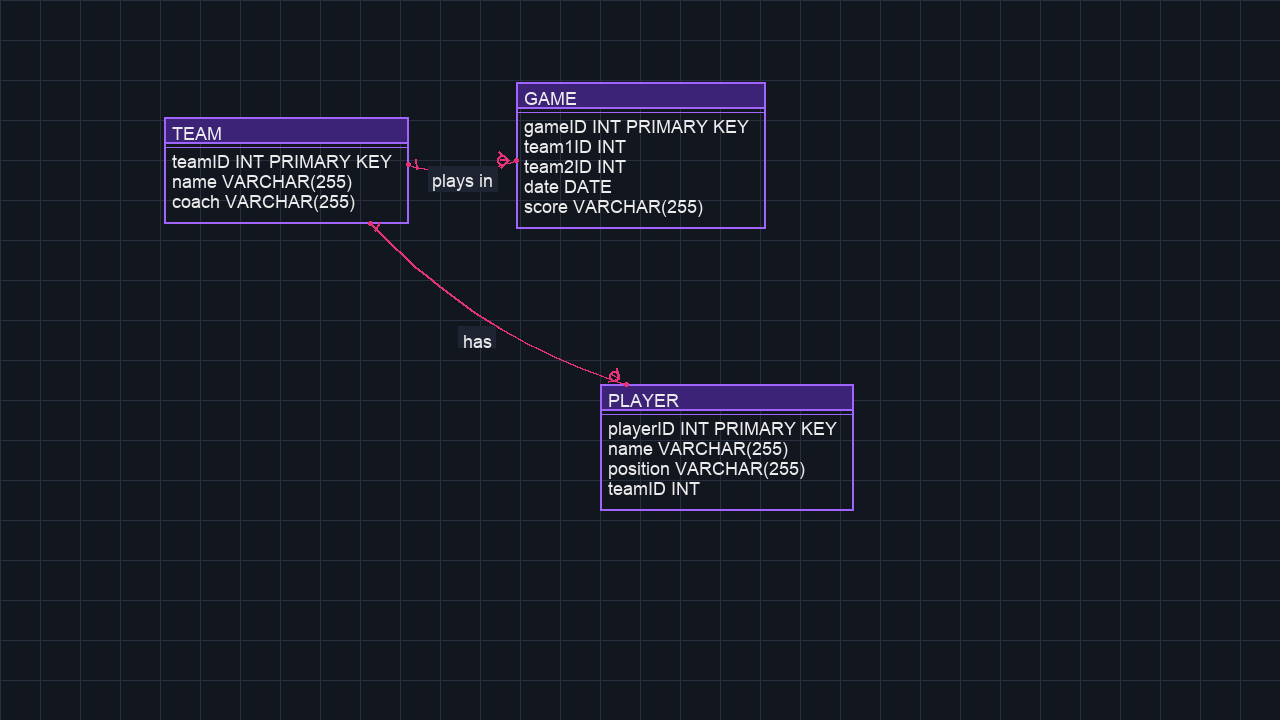 TEAM
teamID INT PRIMARY KEY
name VARCHAR(255)
coach VARCHAR(255)
plays in
GAME
gameID INT PRIMARY KEY
team1ID INT
team2ID INT
date DATE
score VARCHAR(255)
has
PLAYER
playerID INT PRIMARY KEY
name VARCHAR(255)
position VARCHAR(255)
teamID INT